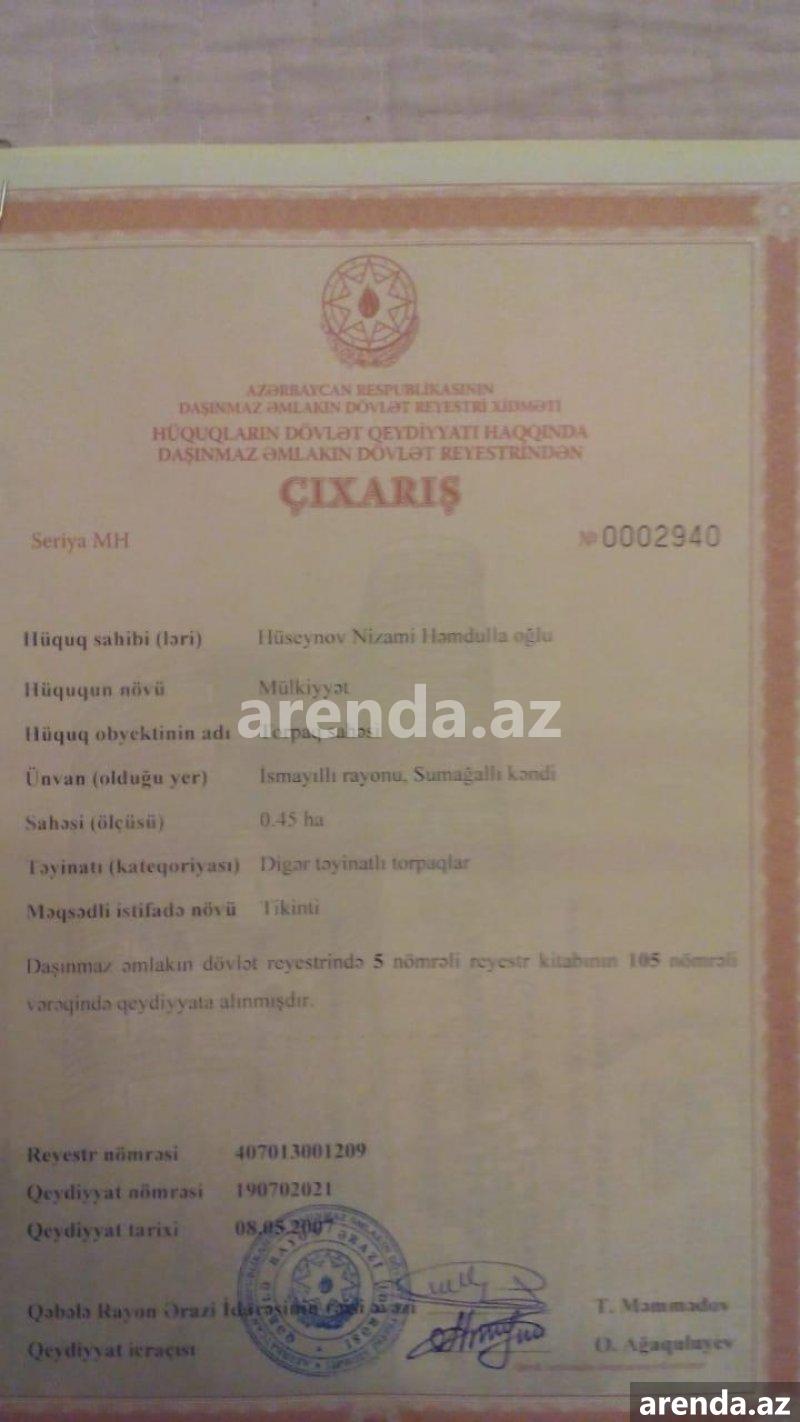 AZƏRBAYCAN RESPUBLİKASININ
DAŞINMAZ ƏMLAKIN DÖVLƏT REYESTRİ XİDMƏTİ
HÜQUQLARIN DÖVLƏT QEYDİYYATI HAQQINDA
DAŞINMAZ ƏMLAKIN DÖVLƏT REYESTRİNDƏN
ÇIXARIŞ
Seriya MH № 0002940
Hüquq sahibi (ləri) Hüseynov Nizami Həmdulla oğlu
Hüququn növü Mülkiyyət
arenda.az
Hüquq obyektinin adı Torpaq sahəsi
Ünvan (olduğu yer) İsmayıllı rayonu, Sumağallı kəndi
Sahəsi (ölçüsü) 0.45 ha
Təyinatı (kateqoriyası) Digər təyinatlı torpaqlar
Məqsədli istifadə növü Tikinti
Daşınmaz əmlakın dövlət reyestrində 5 nömrəli reyestr kitabının 105 nömrəli
vərəqində qeydiyyata alınmışdır.
Reyestr nömrəsi 407013001209
Qeydiyyat nömrəsi 190702021
Qeydiyyat tarixi 08.05.2007
Qəbələ Rayon Ərazi İdarəsinin T. Məmmədov
Qeydiyyat icraçısı O. Ağaquluyev
arenda.az